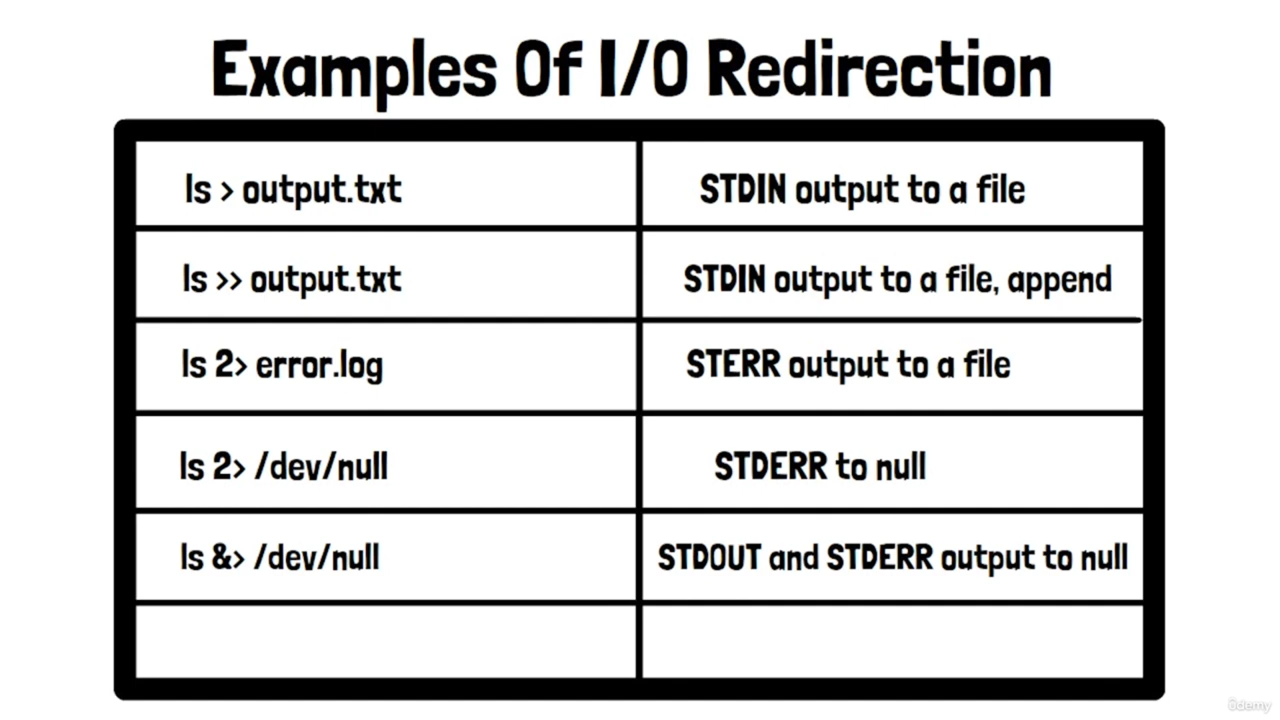 Examples Of I/O Redirection
ls > output.txt
STDIN output to a file
ls >> output.txt
STDIN output to a file, append
ls 2> error.log
STERR output to a file
ls 2> /dev/null
STDERR to null
ls &> /dev/null
STDOUT and STDERR output to null
ûdemy